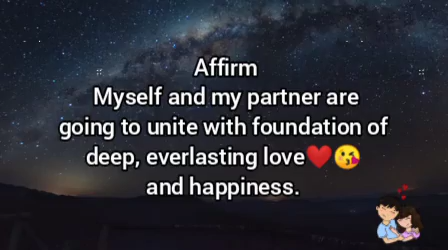 Affirm
Myself and my partner are
going to unite with foundation of
deep, everlasting love❤️😘
and happiness.